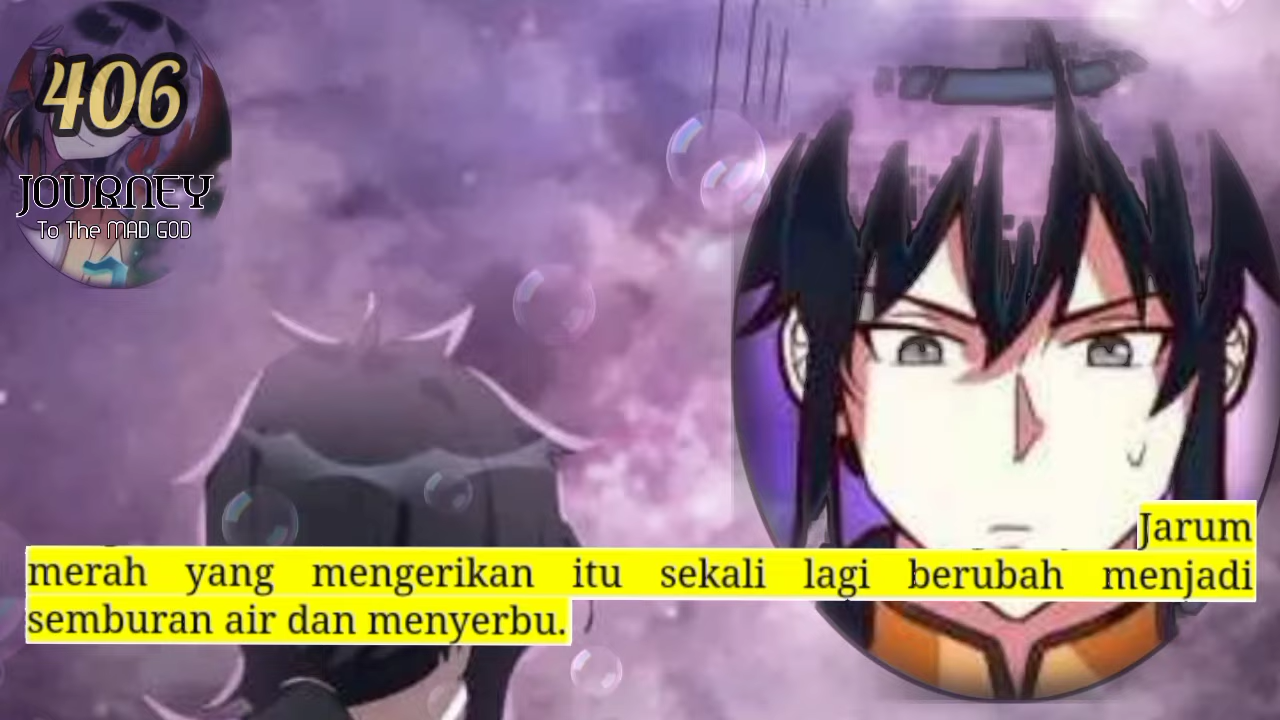 406
JOURNEY
To The MAD GOD
Jarum
merah yang mengerikan itu sekali lagi berubah menjadi
semburan air dan menyerbu.